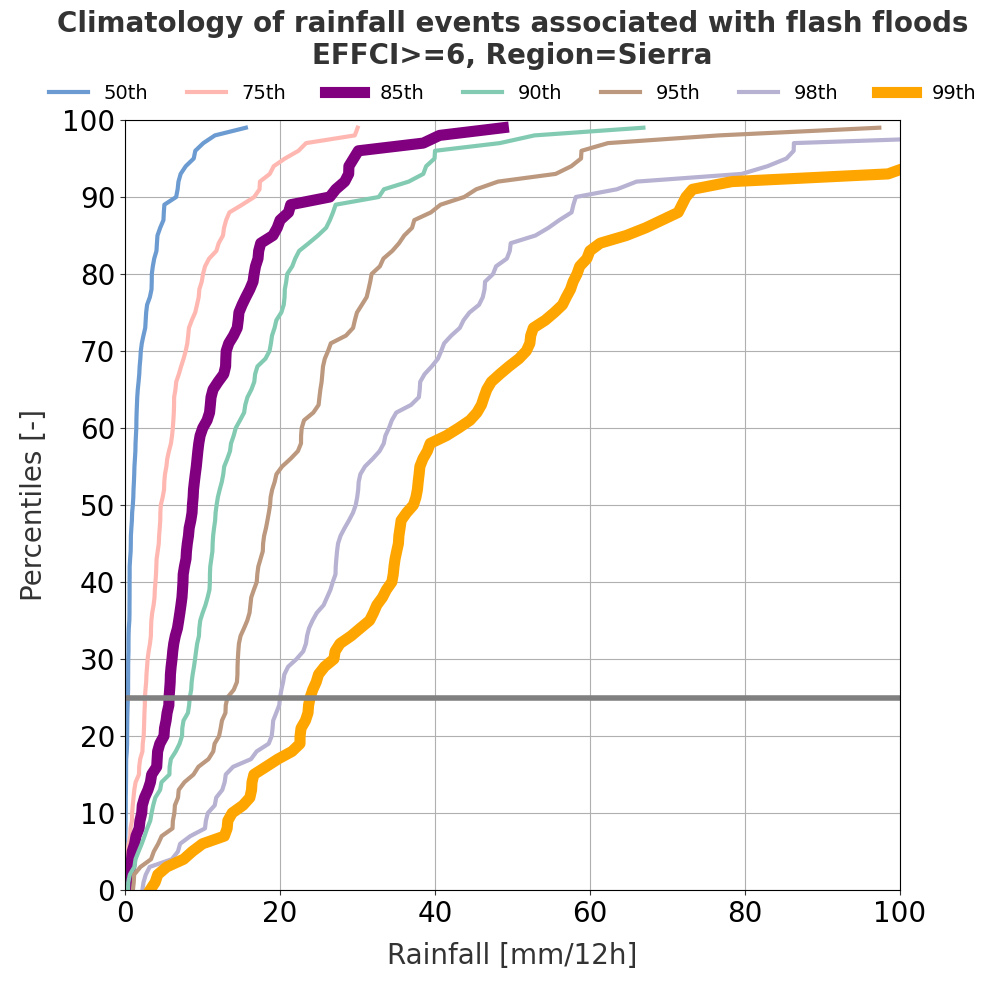 Climatology of rainfall events associated with flash floods
EFFCI>=6, Region=Sierra
50th 75th 85th 90th 95th 98th 99th
100
90
80
70
60
50
40
30
20
10
0
Percentiles [-]
0 20 40 60 80 100
Rainfall [mm/12h]